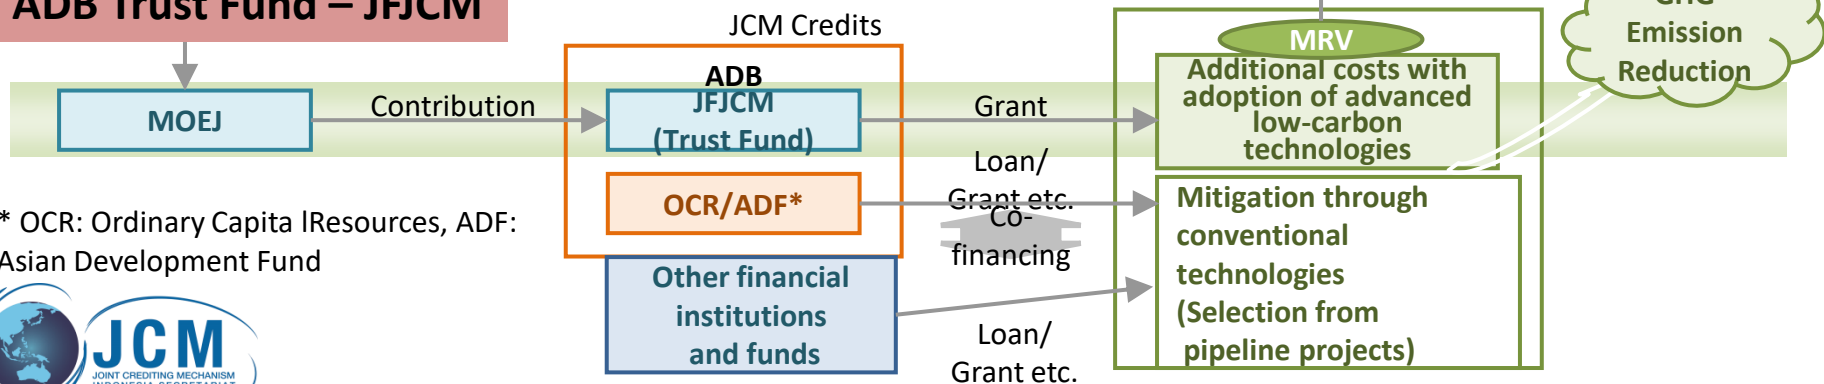 ADB Trust Fund – JFJCM
JCM Credits
MRV
GHG
Emission
Reduction
MOEJ
Contribution
ADB
JFJCM
(Trust Fund)
Grant
Additional costs with
adoption of advanced
low-carbon
technologies
OCR/ADF*
Loan/
Grant etc.
Co-
financing
Mitigation through
conventional
technologies
(Selection from
pipeline projects)
* OCR: Ordinary Capita lResources, ADF:
Asian Development Fund
Other financial
institutions
and funds
Loan/
Grant etc.
JCM
JOINT CREDITING MECHANISM
INDONESIA SECRETARIAT